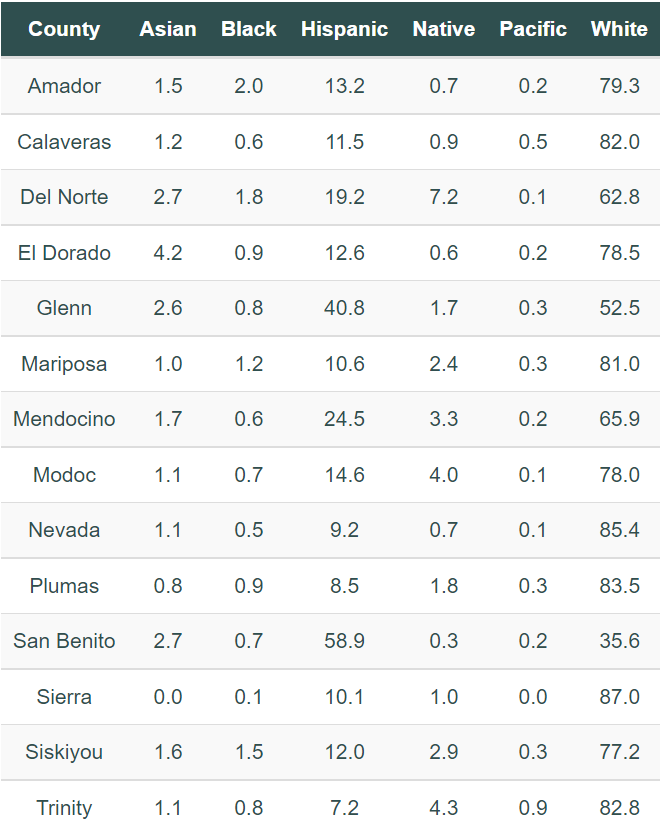 County Asian Black Hispanic Native Pacific White
Amador 1.5 2.0 13.2 0.7 0.2 79.3
Calaveras 1.2 0.6 11.5 0.9 0.5 82.0
Del Norte 2.7 1.8 19.2 7.2 0.1 62.8
El Dorado 4.2 0.9 12.6 0.6 0.2 78.5
Glenn 2.6 0.8 40.8 1.7 0.3 52.5
Mariposa 1.0 1.2 10.6 2.4 0.3 81.0
Mendocino 1.7 0.6 24.5 3.3 0.2 65.9
Modoc 1.1 0.7 14.6 4.0 0.1 78.0
Nevada 1.1 0.5 9.2 0.7 0.1 85.4
Plumas 0.8 0.9 8.5 1.8 0.3 83.5
San Benito 2.7 0.7 58.9 0.3 0.2 35.6
Sierra 0.0 0.1 10.1 1.0 0.0 87.0
Siskiyou 1.6 1.5 12.0 2.9 0.3 77.2
Trinity 1.1 0.8 7.2 4.3 0.9 82.8